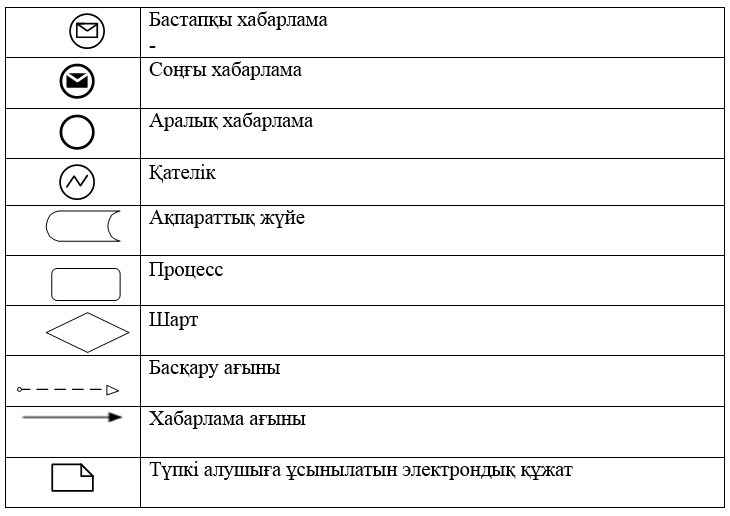 Бастапқы хабарлама
-
Соңғы хабарлама
Аралық хабарлама
Қателік
Ақпараттық жүйе
Процесс
Шарт
Басқару ағыны
Хабарлама ағыны
Түпкі алушыға ұсынылатын электрондық құжат